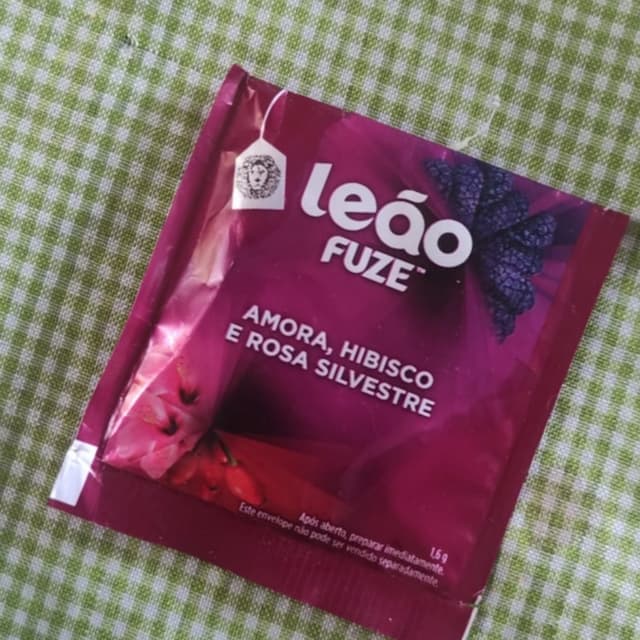 leão
FUZE™
AMORA, HIBISCO
E ROSA SILVESTRE
Após aberto, preparar imediatamente.
Este envelope não pode ser vendido separadamente.
1,6 g